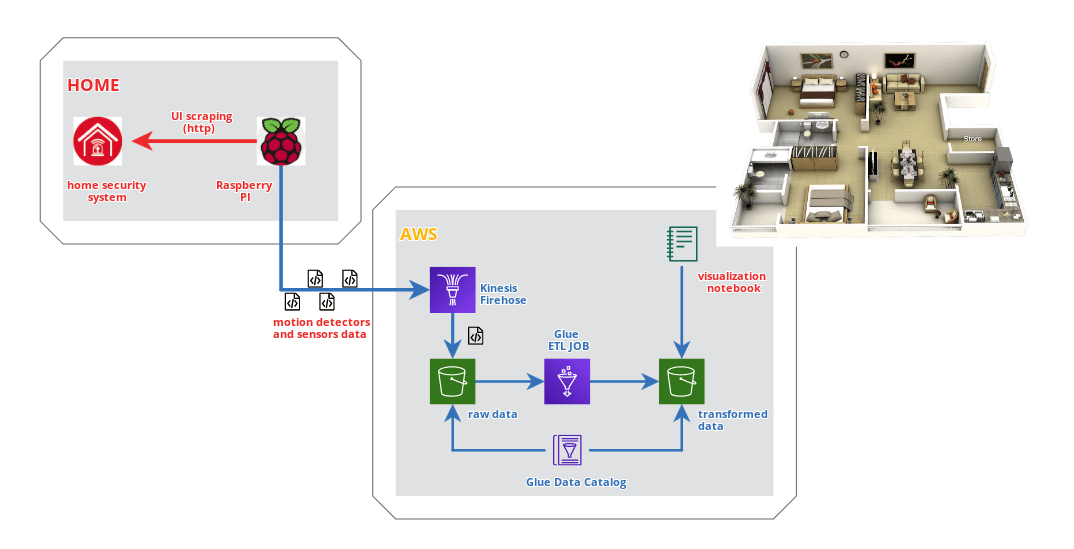 HOME
UI scraping
(http)
home security
system
Raspberry
PI
Store
AWS
Kinesis
Firehose
visualization
notebook
motion detectors
and sensors data
Glue
ETL JOB
raw data
transformed
data
Glue Data Catalog